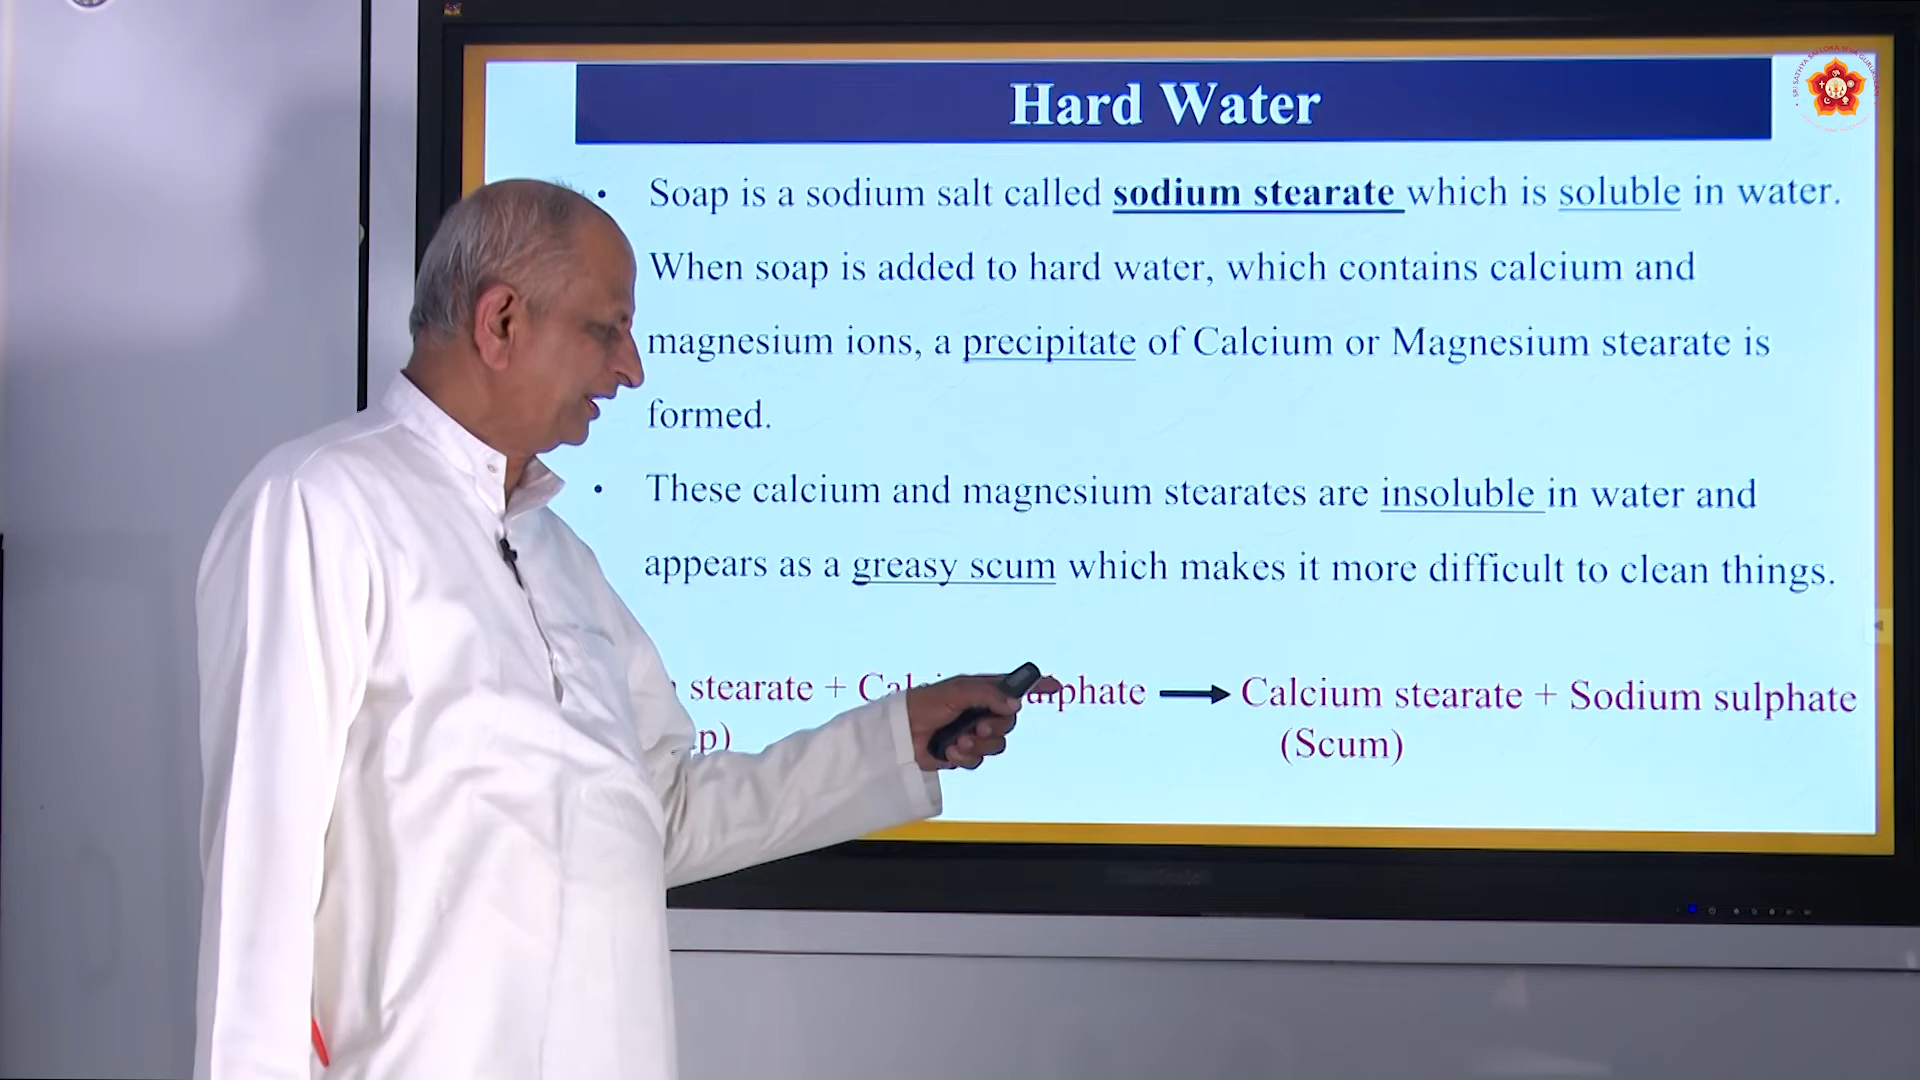 Hard Water
• Soap is a sodium salt called sodium stearate which is soluble in water.
When soap is added to hard water, which contains calcium and
magnesium ions, a precipitate of Calcium or Magnesium stearate is
formed.
• These calcium and magnesium stearates are insoluble in water and
appears as a greasy scum which makes it more difficult to clean things.
stearate + → Calcium stearate + Sodium sulphate
(Scum)